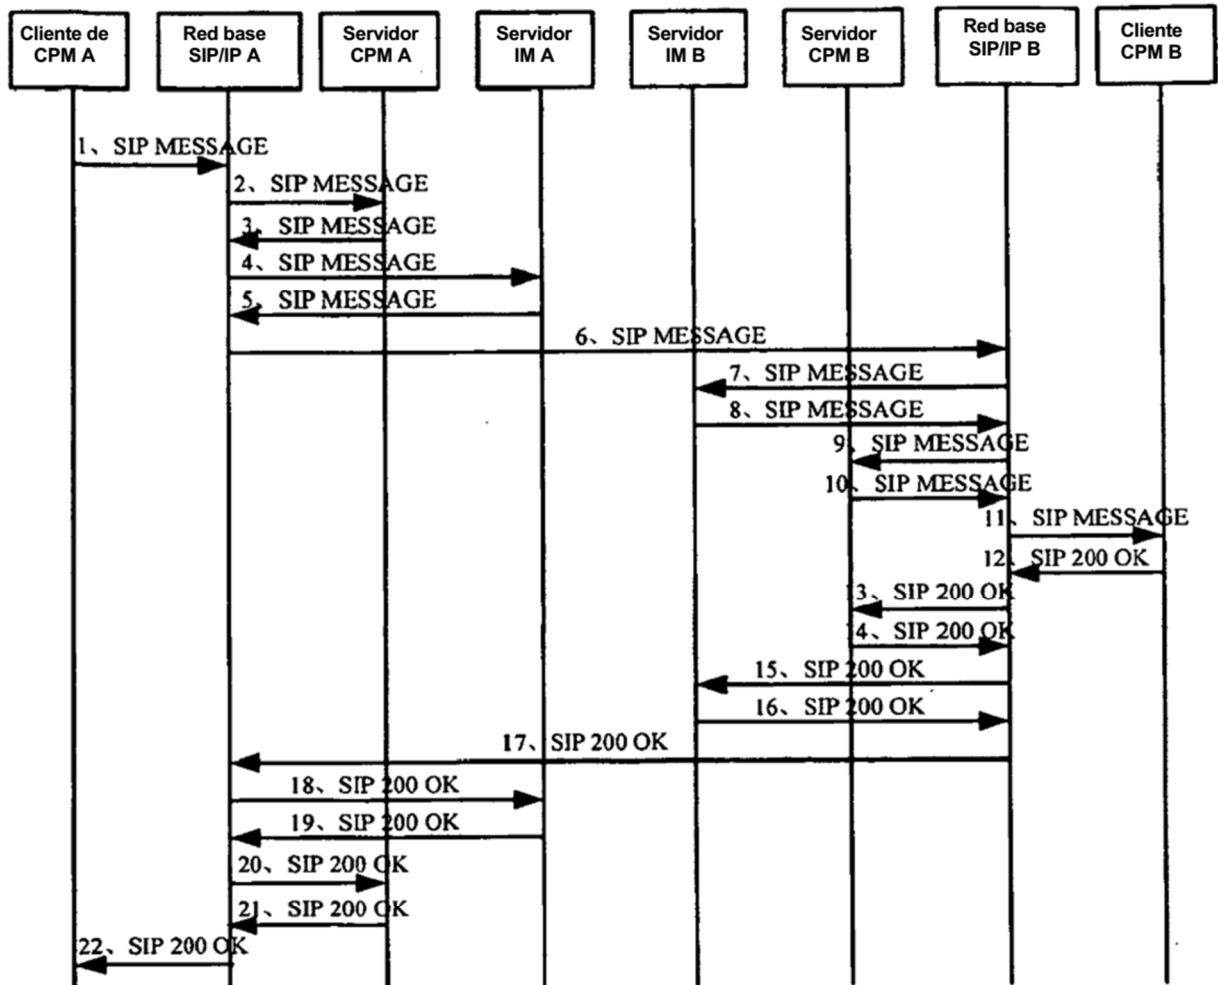 Cliente de
CPM A
Red base
SIP/IP A
Servidor
CPM A
Servidor
IM A
Servidor
IM B
Servidor
CPM B
Red base
SIP/IP B
Cliente
CPM B
1、SIP MESSAGE
2、SIP MESSAGE
3、SIP MESSAGE
4、SIP MESSAGE
5、SIP MESSAGE
6、SIP MESSAGE
7、SIP MESSAGE
8、SIP MESSAGE
9、SIP MESSAGE
10、SIP MESSAGE
11、SIP MESSAGE
12、SIP 200 OK
13、SIP 200 OK
4、SIP 200 OK
15、SIP 200 OK
16、SIP 200 OK
17、SIP 200 OK
18、SIP 200 OK
19、SIP 200 OK
20、SIP 200 OK
21、SIP 200 OK
22、SIP 200 OK